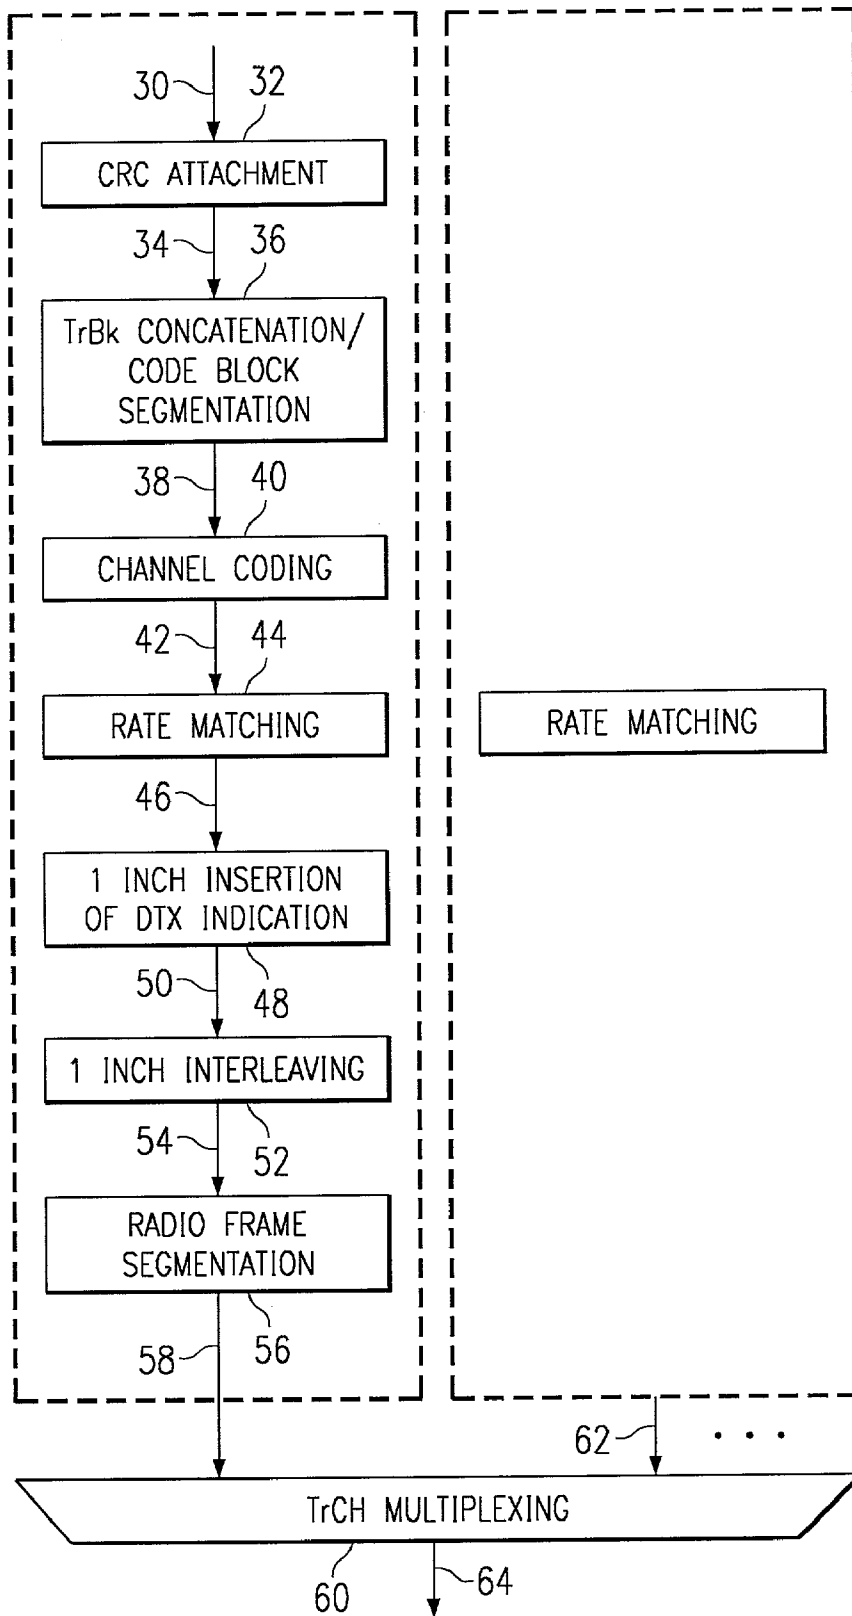 30
32
CRC ATTACHMENT
34
36
TrBk CONCATENATION/
CODE BLOCK
SEGMENTATION
38
40
CHANNEL CODING
42
44
RATE MATCHING
RATE MATCHING
46
1 INCH INSERTION
OF DTX INDICATION
50
48
1 INCH INTERLEAVING
54
52
RADIO FRAME
SEGMENTATION
58
56
62
. . .
TrCH MULTIPLEXING
60
64